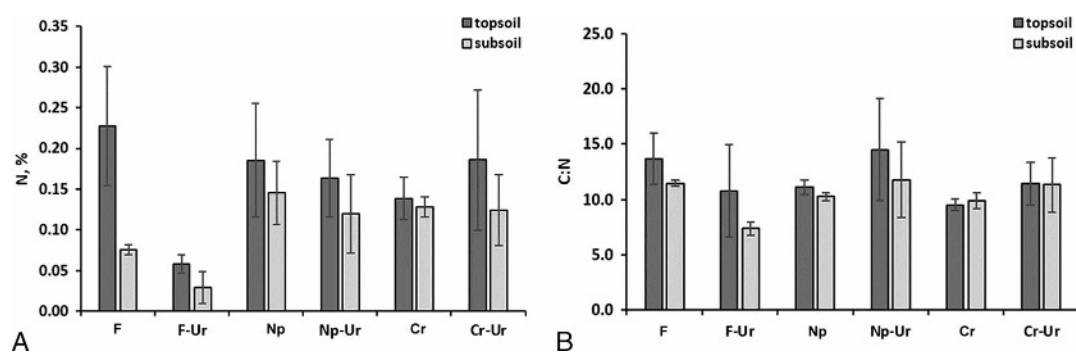 0.35
0.30
0.25
0.20
0.15
0.10
0.05
0.00
N, %
topsoil
subsoil
F F-Ur Np Np-Ur Cr Cr-Ur
A
25.0
20.0
15.0
10.0
5.0
0.0
C:N
topsoil
subsoil
F F-Ur Np Np-Ur Cr Cr-Ur
B